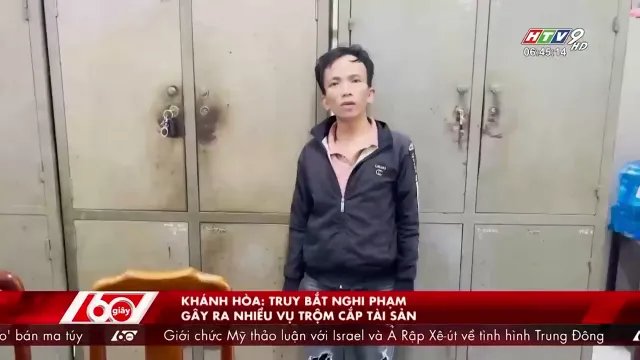 HTV9 HD
06:45:14
60 giây
KHÁNH HÒA: TRUY BẮT NGHI PHẠM
GÂY RA NHIỀU VỤ TRỘM CẮP TÀI SẢN
o' bán ma túy 60 Giới chức Mỹ thảo luận với Israel và Ả Rập Xê-út về tình hình Trung Đông